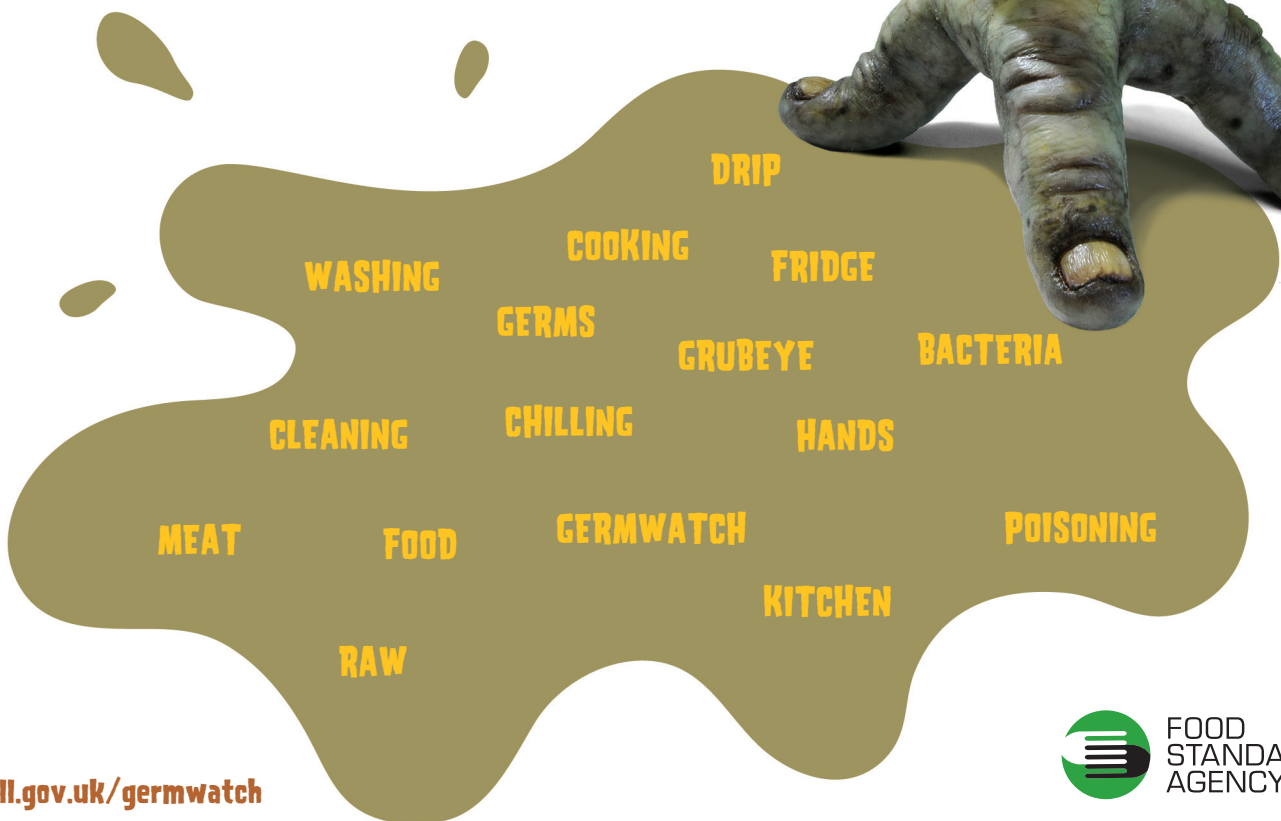 DRIP
COOKING
FRIDGE
WASHING
GERMS
GRUBEYE
BACTERIA
CHILLING
CLEANING
HANDS
GERMWATCH
POISONING
MEAT
FOOD
KITCHEN
RAW
FOOD
STANDA
AGENCY
ll.gov.uk/germwatch